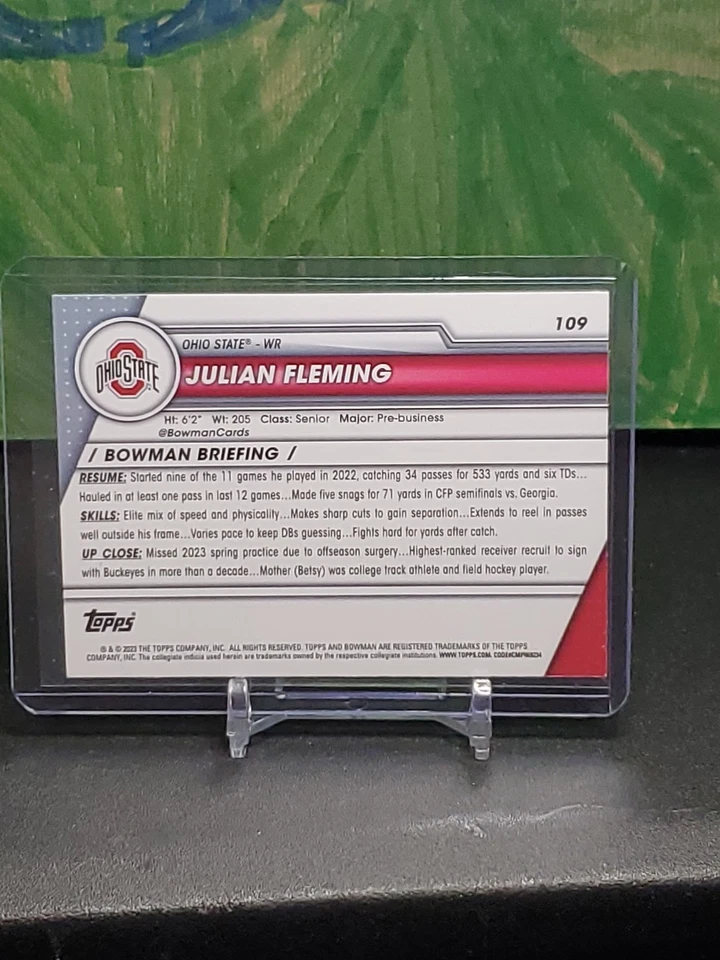 109
OHIO STATE® - WR
OHIO STATE
JULIAN FLEMING
Ht: 6'2" Wt: 205 Class: Senior Major: Pre-business
@BowmanCards
/ BOWMAN BRIEFING /
RESUME: Started nine of the 11 games he played in 2022, catching 34 passes for 533 yards and six TDs...
Hauled in at least one pass in last 12 games...Made five snags for 71 yards in CFP semifinals vs. Georgia.
SKILLS: Elite mix of speed and physicality...Makes sharp cuts to gain separation...Extends to reel in passes
well outside his frame...Varies pace to keep DBs guessing...Fights hard for yards after catch.
UP CLOSE: Missed 2023 spring practice due to offseason surgery...Highest-ranked receiver recruit to sign
with Buckeyes in more than a decade...Mother (Betsy) was college track athlete and field hockey player.
Topps®
® & © 2023 THE TOPPS COMPANY, INC. ALL RIGHTS RESERVED. TOPPS AND BOWMAN ARE REGISTERED TRADEMARKS OF THE TOPPS
COMPANY, INC. The collegiate indicia used herein are trademarks owned by the respective collegiate institutions. WWW.TOPPS.COM.